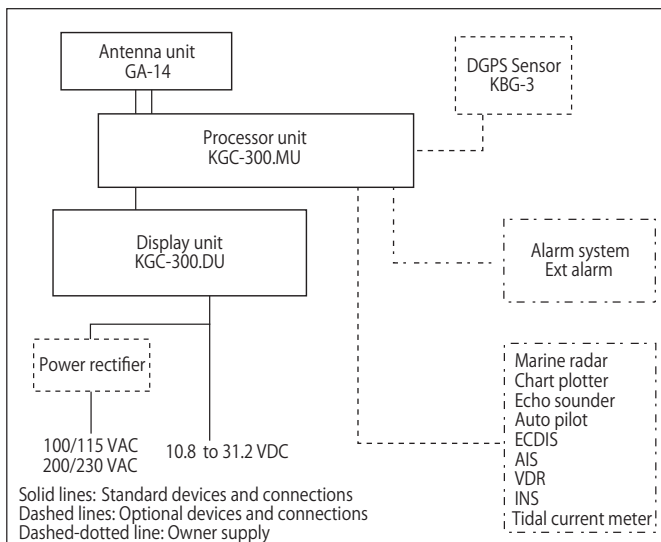 Antenna unit
GA-14
DGPS Sensor
KBG-3
Processor unit
KGC-300.MU
Display unit
KGC-300.DU
Alarm system
Ext alarm
Power rectifier
100/115 VAC
200/230 VAC
10.8 to 31.2 VDC
Marine radar
Chart plotter
Echo sounder
Auto pilot
ECDIS
AIS
VDR
INS
Tidal current meter
Solid lines: Standard devices and connections
Dashed lines: Optional devices and connections
Dashed-dotted line: Owner supply